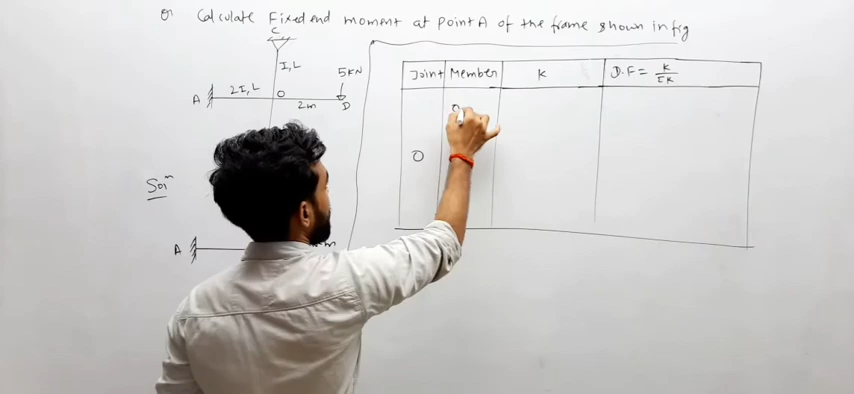 Or Calculate Fixed end moment at point A of the frame shown in fig
C
I, L
5KN
A
2I, L
O
2m
D
Joint
Member
K
D.F = K / ΣK
O
O
Soln
A
m